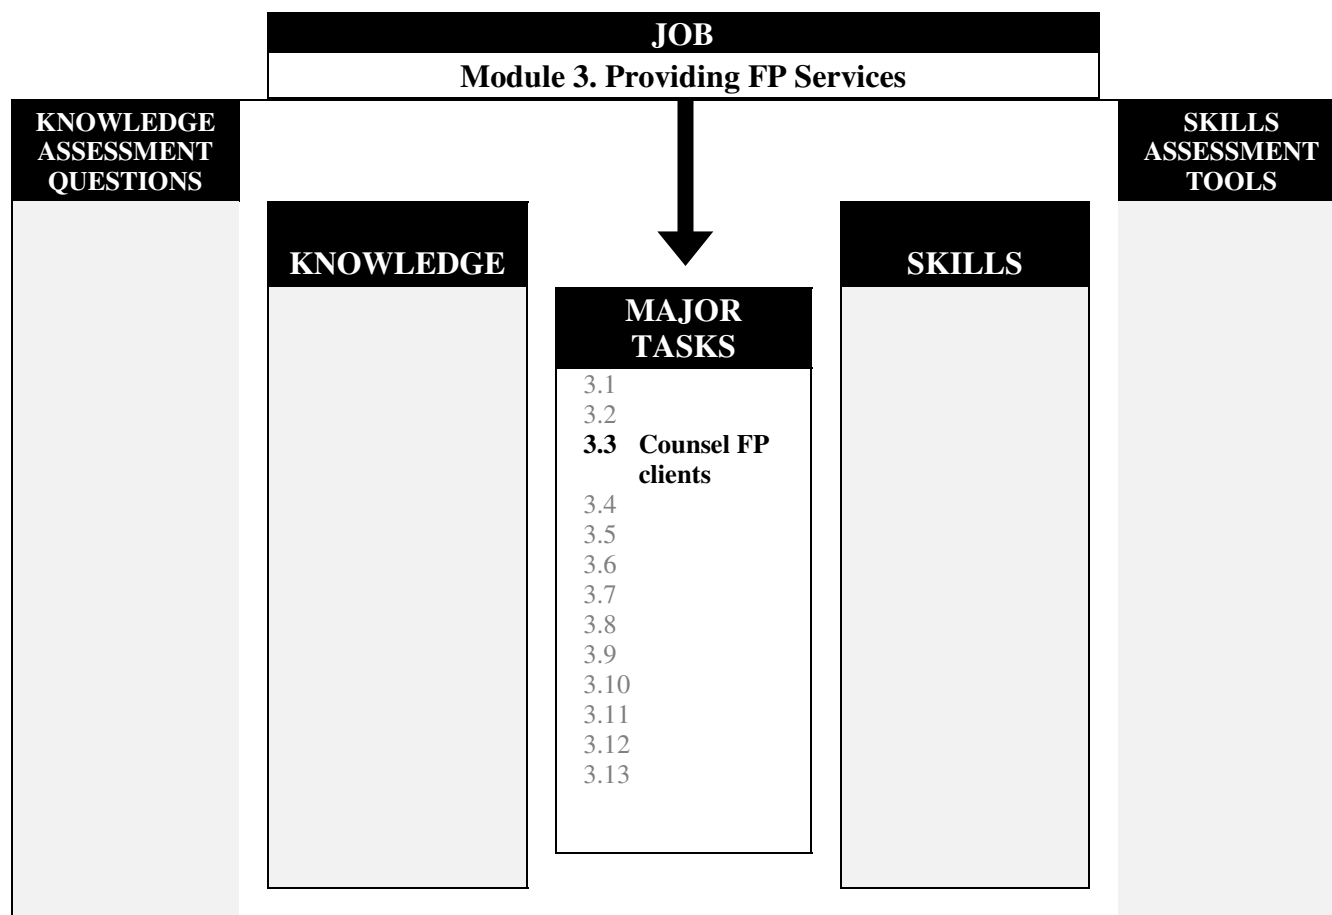 JOB
Module 3. Providing FP Services
KNOWLEDGE
ASSESSMENT
QUESTIONS
SKILLS
ASSESSMENT
TOOLS
KNOWLEDGE
SKILLS
MAJOR
TASKS
3.1
3.2
3.3 Counsel FP
clients
3.4
3.5
3.6
3.7
3.8
3.9
3.10
3.11
3.12
3.13